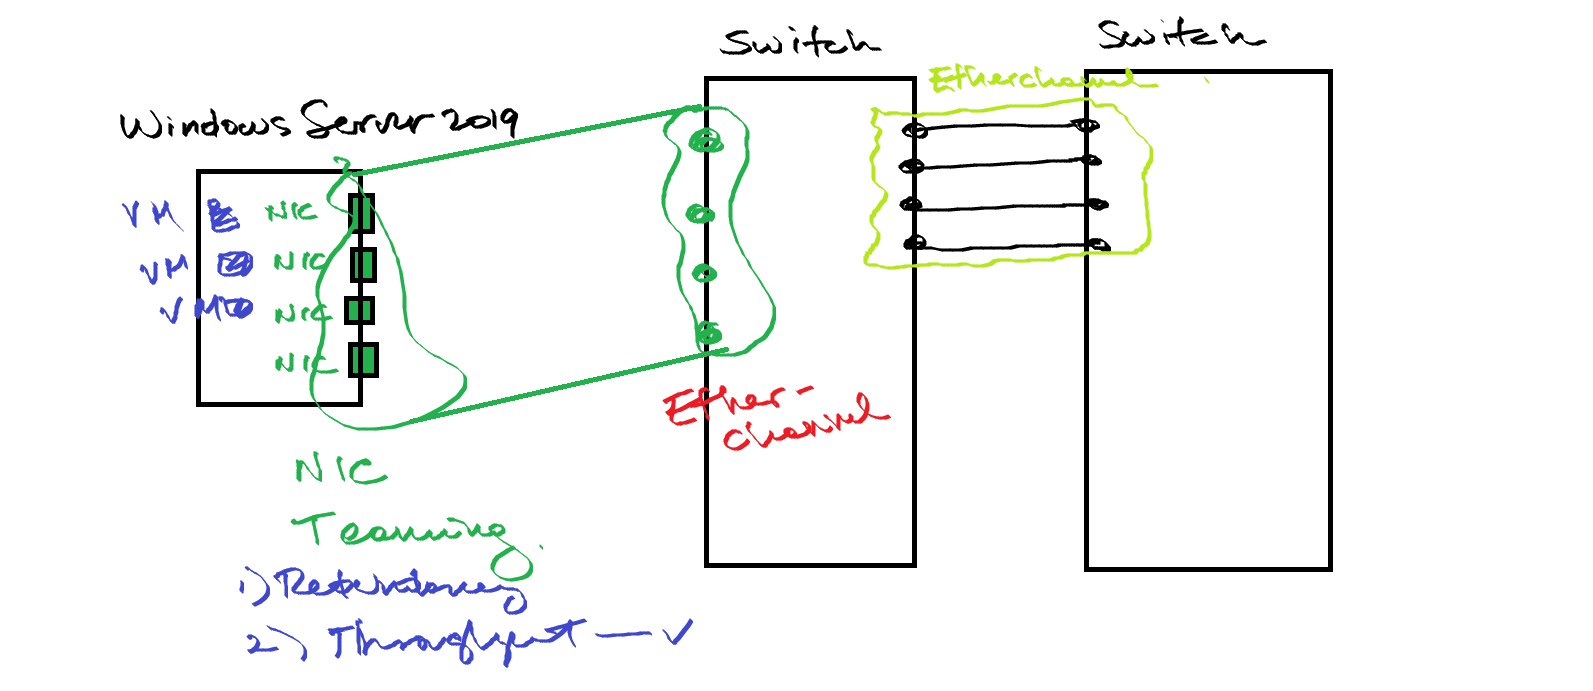 Switch
Switch
Etherchannel
Windows Server 2019
VM NIC
VM NIC
VM NIC
NIC
Ether-
channel
NIC
Teaming
1) Redundancy
2) Throughput — ✓